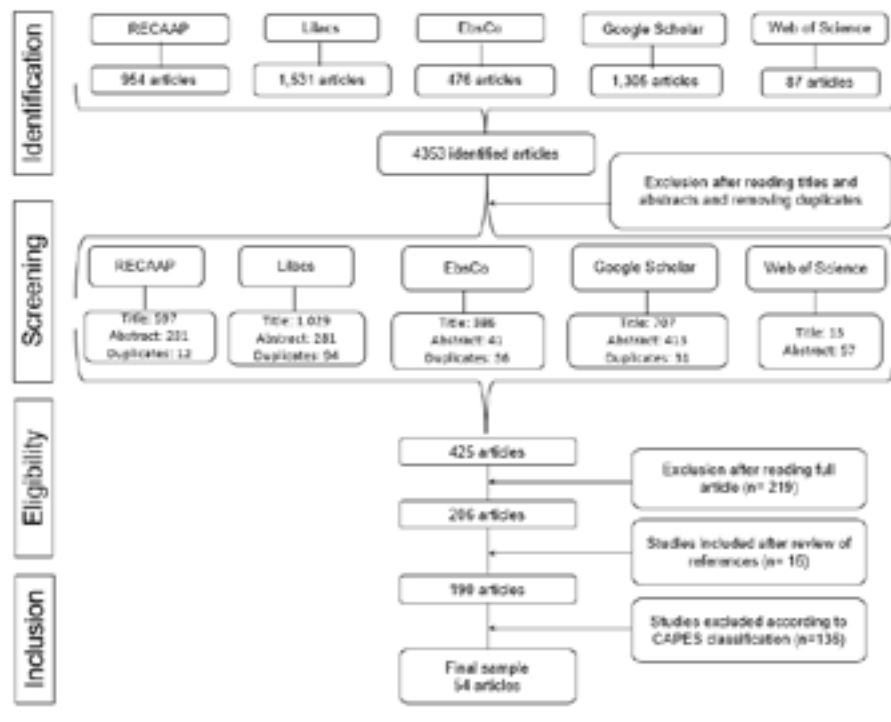 Identification
RECAAP
Lilacs
EbsCo
Google Scholar
Web of Science
954 articles
1,531 articles
476 articles
1,305 articles
87 articles
4353 identified articles
Exclusion after reading titles and
abstracts and removing duplicates
Screening
RECAAP
Lilacs
EbsCo
Google Scholar
Web of Science
Title: 597
Abstract:
Duplicates: 12
Title: 1.029
Abstract: 281
Duplicates: 94
Title: 386
Abstract: 41
Duplicates: 36
Title: 707
Abstract: 413
Duplicates:
Title: 15
Abstract: 57
Eligibility
425 articles
Exclusion after reading full
article (n= 219)
206 articles
Studies included after review of
references (n= 16)
Inclusion
190 articles
Studies excluded according to
CAPES classification (n=136)
Final sample
54 articles